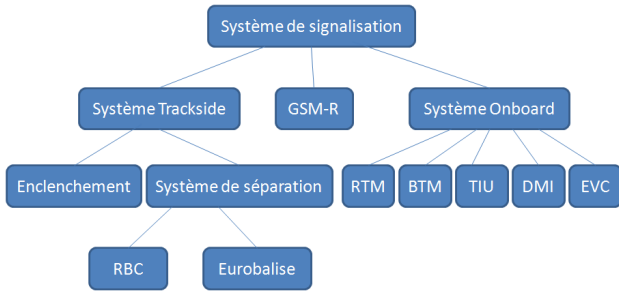 Système de signalisation
Système Trackside
GSM-R
Système Onboard
Enclenchement
Système de séparation
RTM
BTM
TIU
DMI
EVC
RBC
Eurobalise